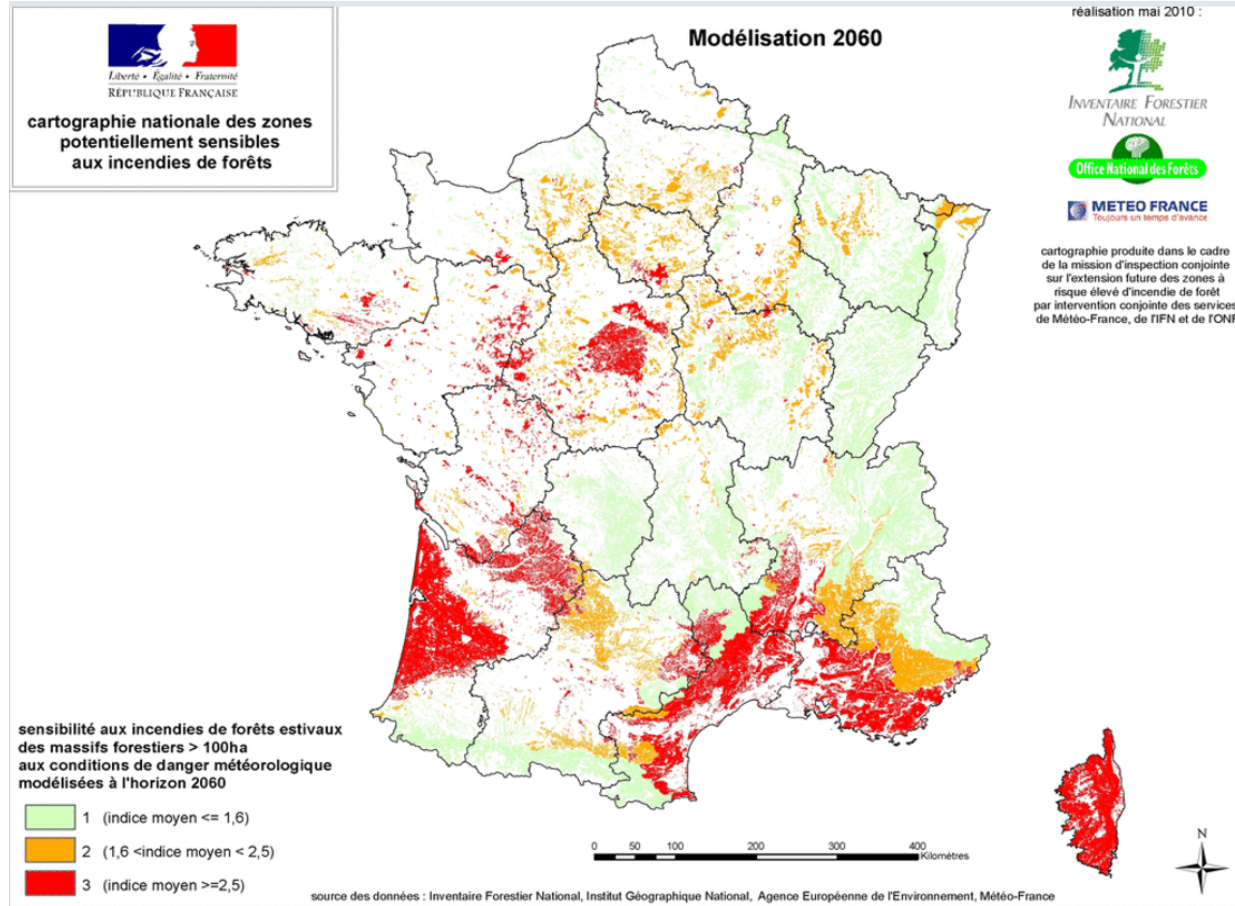 Liberté • Égalité • Fraternité
RÉPUBLIQUE FRANÇAISE
cartographie nationale des zones
potentiellement sensibles
aux incendies de forêts
Modélisation 2060
réalisation mai 2010 :
INVENTAIRE FORESTIER
NATIONAL
Office National des Forêts
METEO FRANCE
Toujours un temps d'avance
cartographie produite dans le cadre
de la mission d'inspection conjointe
sur l'extension future des zones à
risque élevé d'incendie de forêt
par intervention conjointe des services
de Météo-France, de l'IFN et de l'ONF
sensibilité aux incendies de forêts estivaux
des massifs forestiers > 100ha
aux conditions de danger météorologique
modélisées à l'horizon 2060
1 (indice moyen <= 1,6)
2 (1,6 <indice moyen < 2,5)
3 (indice moyen >=2,5)
0 50 100 200 300 400
Kilomètres
N
source des données : Inventaire Forestier National, Institut Géographique National, Agence Européenne de l'Environnement, Météo-France